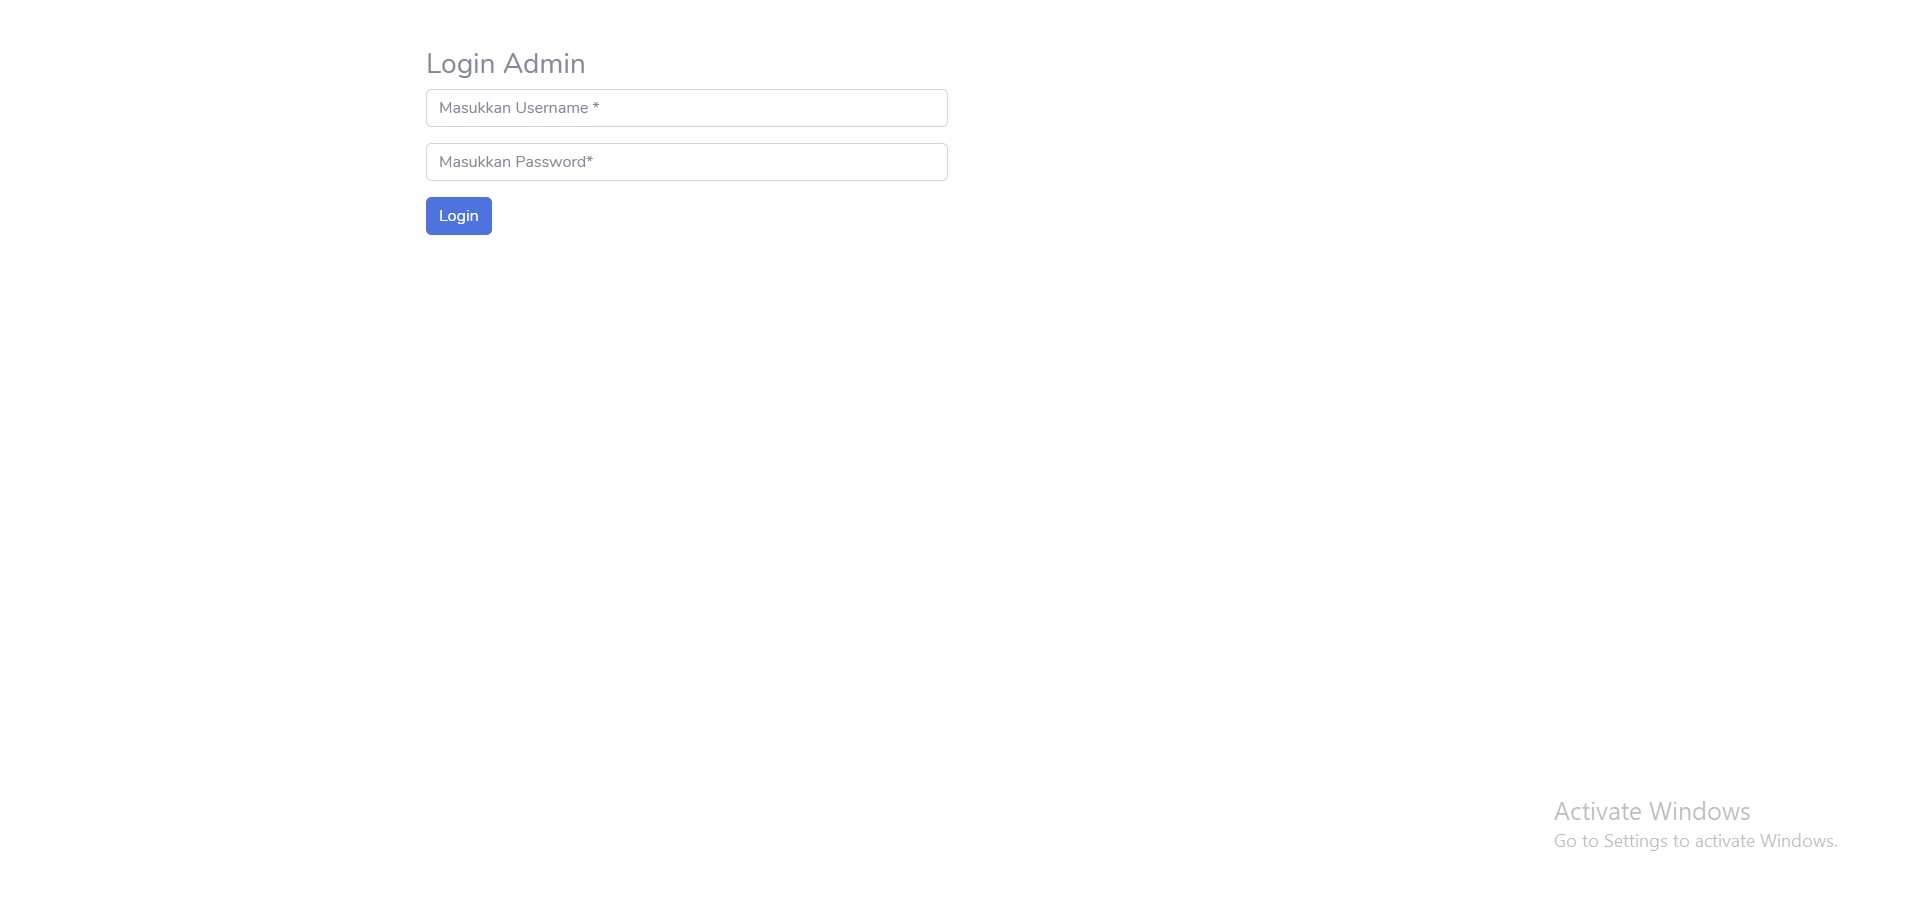 Login Admin
Masukkan Username *
Masukkan Password*
Login
Activate Windows
Go to Settings to activate Windows.